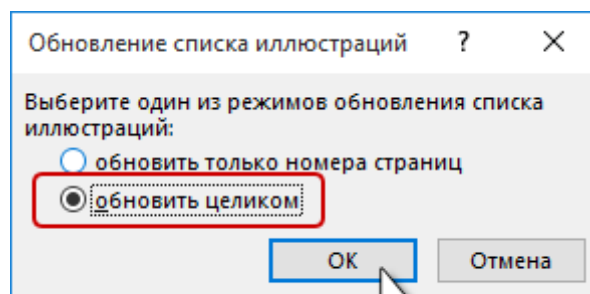 Обновление списка иллюстраций ?
Выберите один из режимов обновления списка
иллюстраций:
обновить только номера страниц
обновить целиком
ОК Отмена